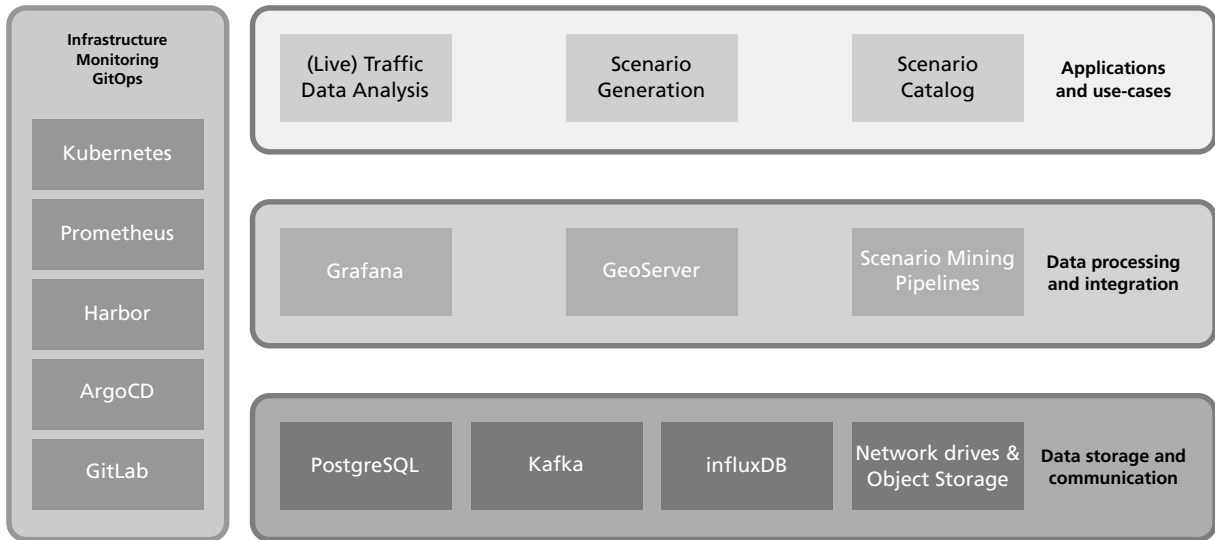 Infrastructure
Monitoring
GitOps
Kubernetes
Prometheus
Harbor
ArgoCD
GitLab
(Live) Traffic
Data Analysis
Scenario
Generation
Scenario
Catalog
Applications
and use-cases
Grafana
GeoServer
Scenario Mining
Pipelines
Data processing
and integration
PostgreSQL
Kafka
influxDB
Network drives &
Object Storage
Data storage and
communication